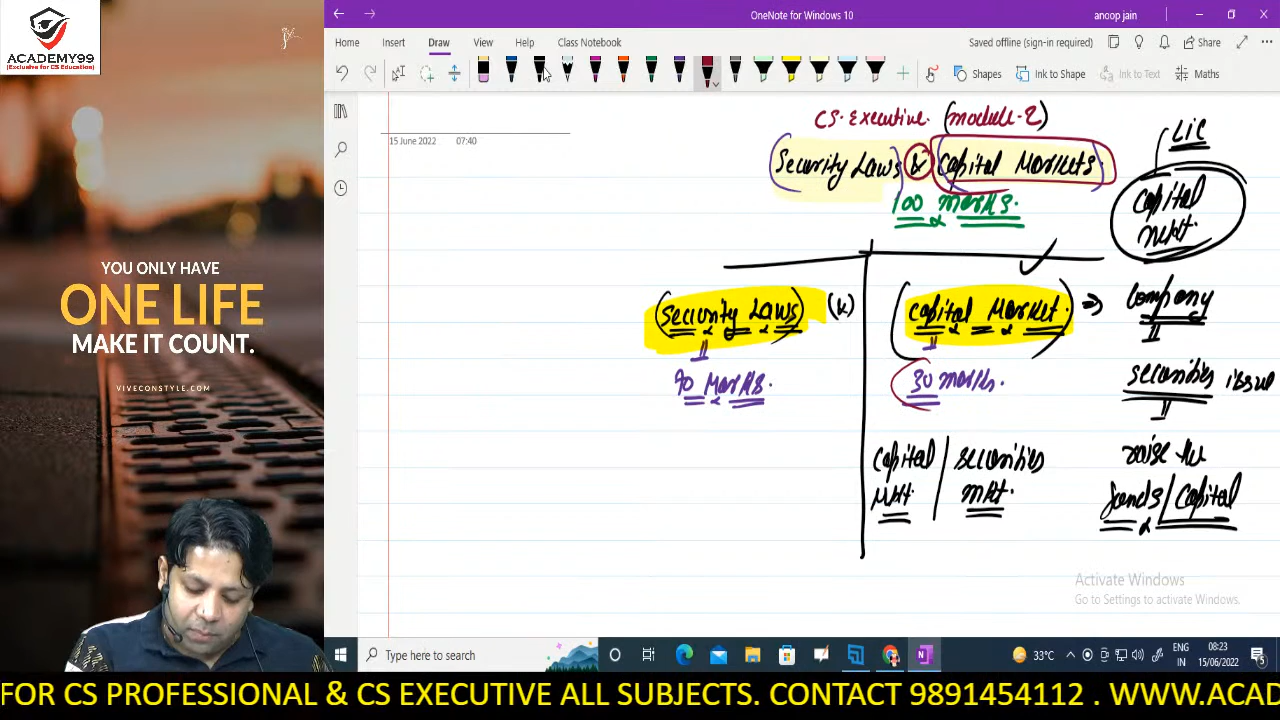 ACADEMY99
(Exclusive for CS Education)
YOU ONLY HAVE
ONE LIFE
MAKE IT COUNT.
VIVECONSTYLE.COM
OneNote for Windows 10
anoop jain
Home Insert Draw View Help Class Notebook
Saved offline (sign-in required)
Share
Shapes
Ink to Shape
Ink to Text
Maths
15 June 2022 07:40
CS-Executive (module-2)
(Security Laws) & (Capital Markets)
100 marks.
LIC
Capital
Mkt.
(Security Laws) (&)
70 Marks.
(Capital Market.) ⇒ Company
30 marks.
securities issue
Capital
Mkt.
securities
mkt.
raise the
funds/Capital
Activate Windows
Go to Settings to activate Windows.
Type here to search
33°C
ENG
IN
08:23
15/06/2022
5
FOR CS PROFESSIONAL & CS EXECUTIVE ALL SUBJECTS. CONTACT 9891454112 . WWW.ACAD